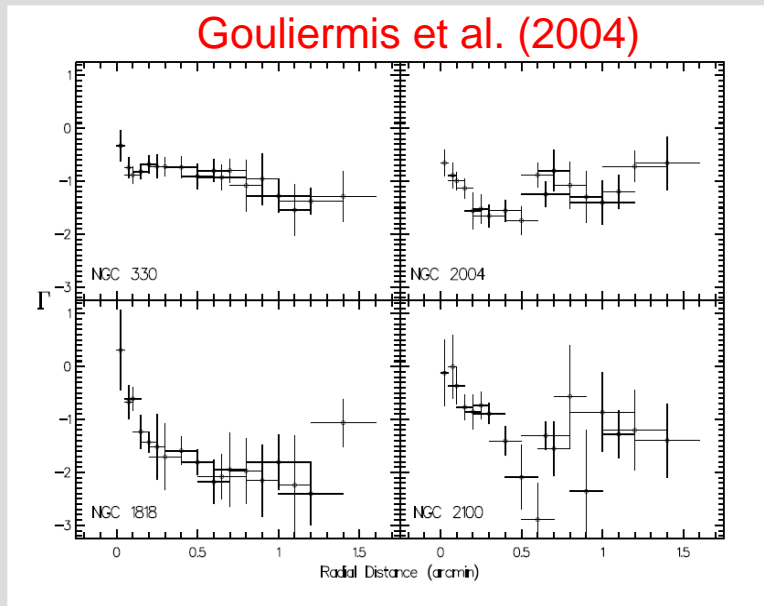 Gouliermis et al. (2004)
1
0
−1
−2
−3
NGC 330
NGC 2004
Γ
1
0
−1
−2
−3
NGC 1818
NGC 2100
0 0.5 1 1.5 0 0.5 1 1.5
Radial Distance (arcmin)